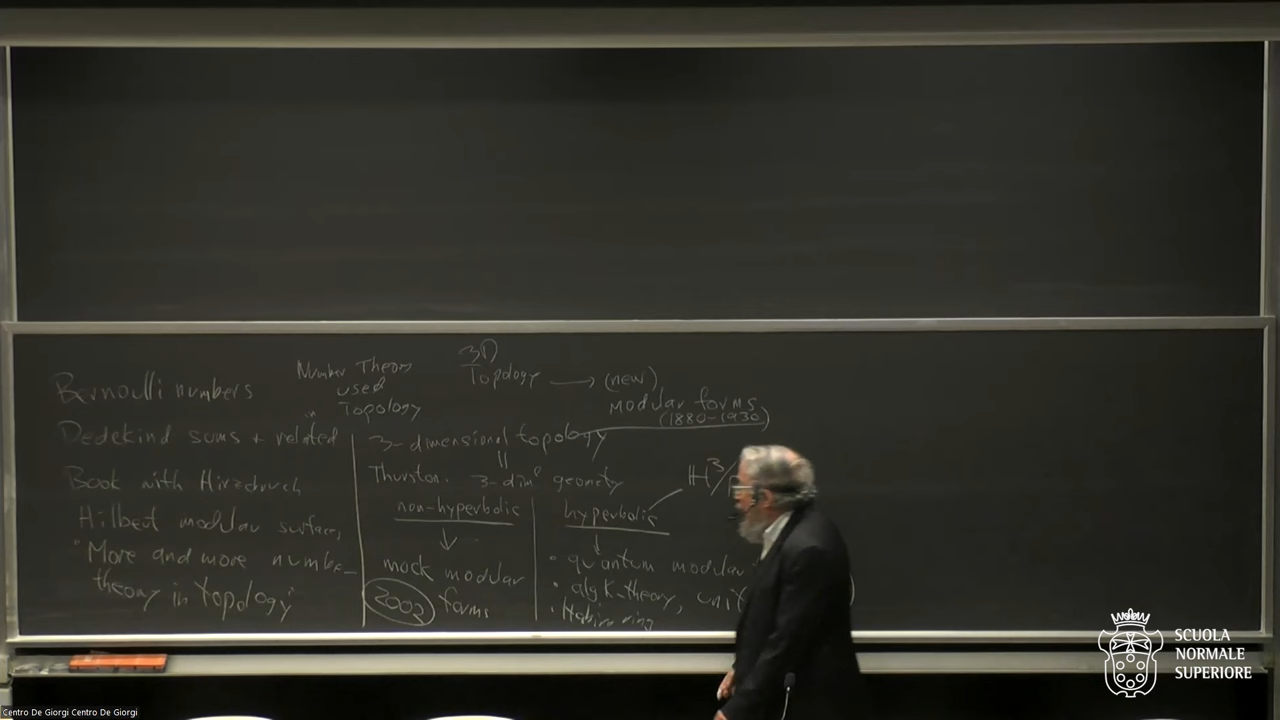 Bernoulli numbers
Dedekind sums + related
Book with Hirzebruch
Hilbert modular surfaces
"More and more number
theory in topology"
Number Theory
used in
Topology
3D
Topology → (new)
modular forms
(1880-1930)
3-dimensional topology
=
Thurston: 3-dim'l geometry
non-hyperbolic
↓
mock modular
2002 forms
hyperbolic
H³/
↓
• quantum modular
• alg K-theory, unit
• Habiro ring
SCUOLA
NORMALE
SUPERIORE
Centro De Giorgi Centro De Giorgi